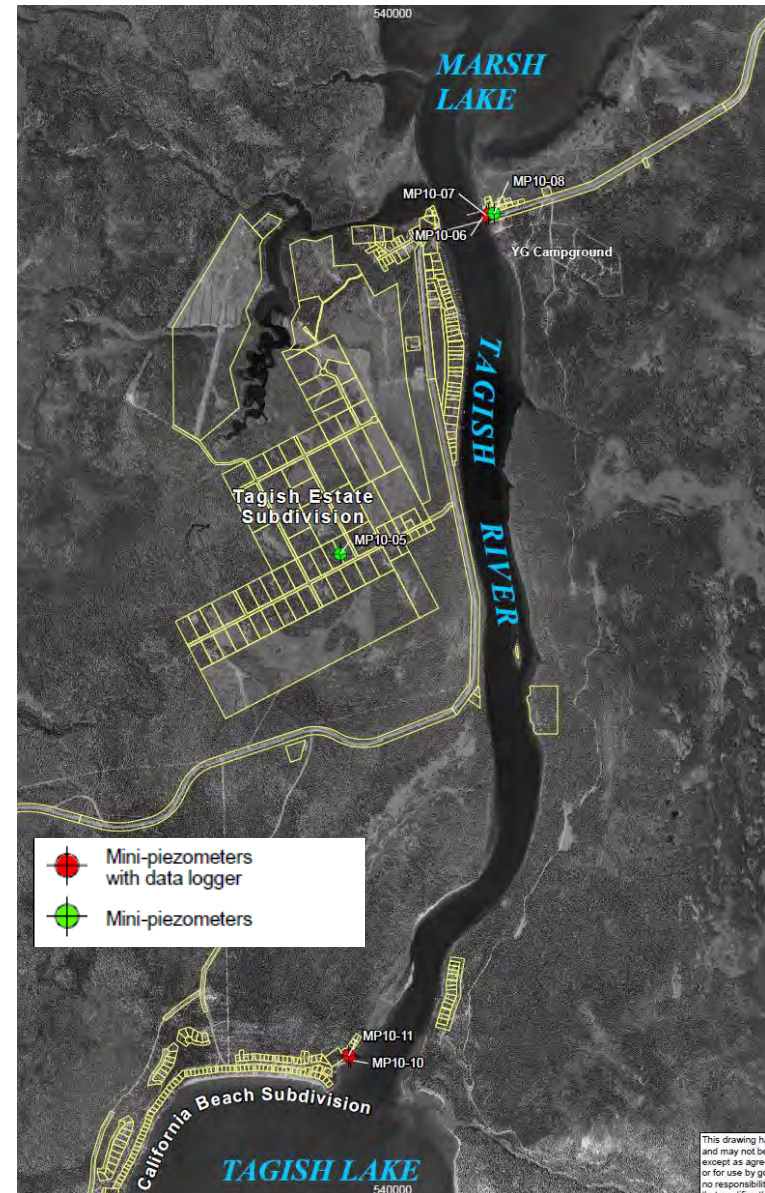 540000
MARSH
LAKE
MP10-08
MP10-07
MP10-06
YG Campground
TAGISH
RIVER
Tagish Estate
Subdivision
MP10-05
Mini-piezometers
with data logger
Mini-piezometers
MP10-11
MP10-10
California Beach Subdivision
TAGISH LAKE
540000
This drawing
and may not be
except as agre
or for use by
no responsibilit